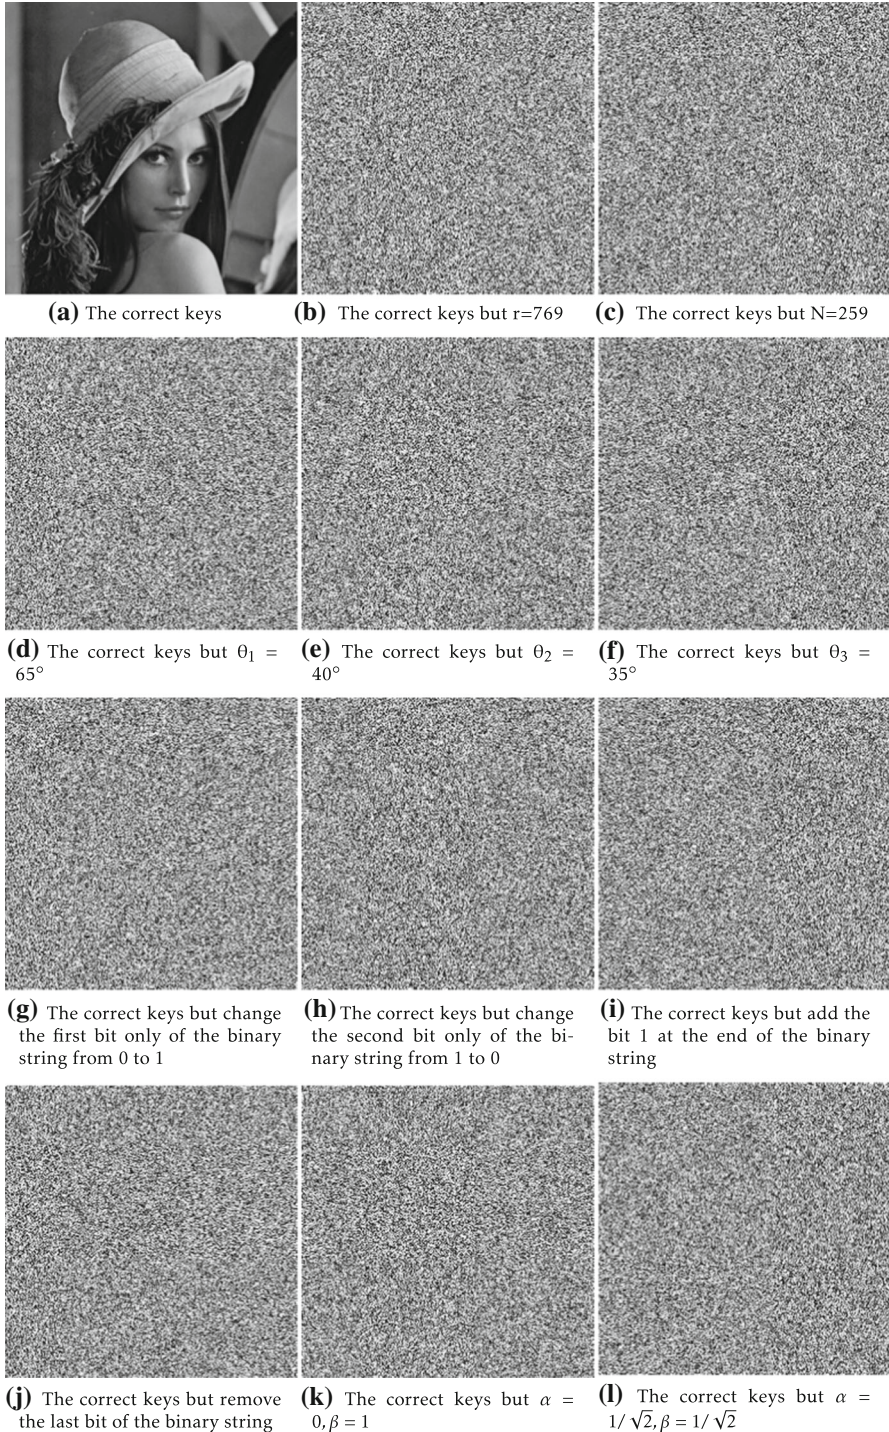 (a) The correct keys
(b) The correct keys but r=769
(c) The correct keys but N=259
(d) The correct keys but θ₁ =
65°
(e) The correct keys but θ₂ =
40°
(f) The correct keys but θ₃ =
35°
(g) The correct keys but change
the first bit only of the binary
string from 0 to 1
(h) The correct keys but change
the second bit only of the bi-
nary string from 1 to 0
(i) The correct keys but add the
bit 1 at the end of the binary
string
(j) The correct keys but remove
the last bit of the binary string
(k) The correct keys but α =
0, β = 1
(l) The correct keys but α =
1/√2, β = 1/√2